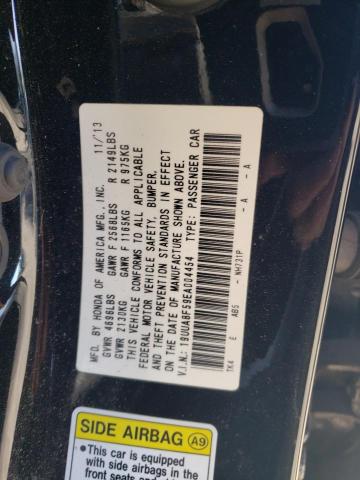 MFD. BY HONDA OF AMERICA MFG., INC. 11/13
GVWR 4696LBS GAWR F 2568LBS R 2149LBS
GVWR 2130KG GAWR F 1165KG R 975KG
THIS VEHICLE CONFORMS TO ALL APPLICABLE
FEDERAL MOTOR VEHICLE SAFETY, BUMPER,
AND THEFT PREVENTION STANDARDS IN EFFECT
ON THE DATE OF MANUFACTURE SHOWN ABOVE.
V.I.N.: 19UUA8F59EA004454 TYPE: PASSENGER CAR
TK4 E AB5 - NH731P - A - A
SIDE AIRBAG A9
•This car is equipped
with side airbags in the
front seats and